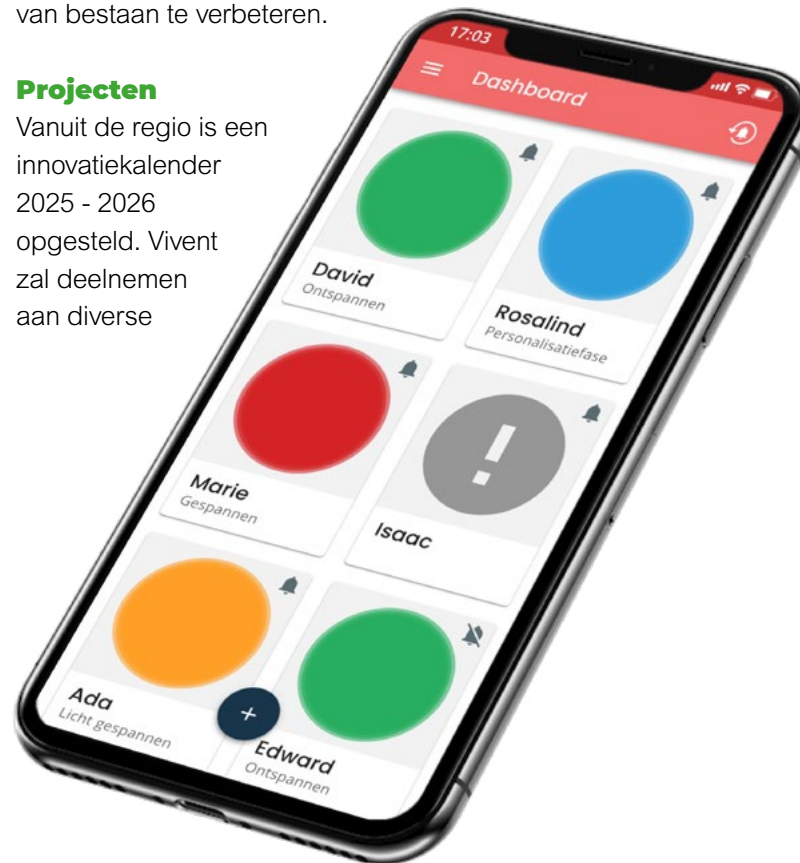 van bestaan te verbeteren.
Projecten
Vanuit de regio is een
innovatiekalender
2025 - 2026
opgesteld. Vivent
zal deelnemen
aan diverse
17:03
Dashboard
David
Ontspannen
Rosalind
Personalisatiefase
Marie
Gespannen
!
Isaac
Ada
Licht gespannen
+
Edward
Ontspannen